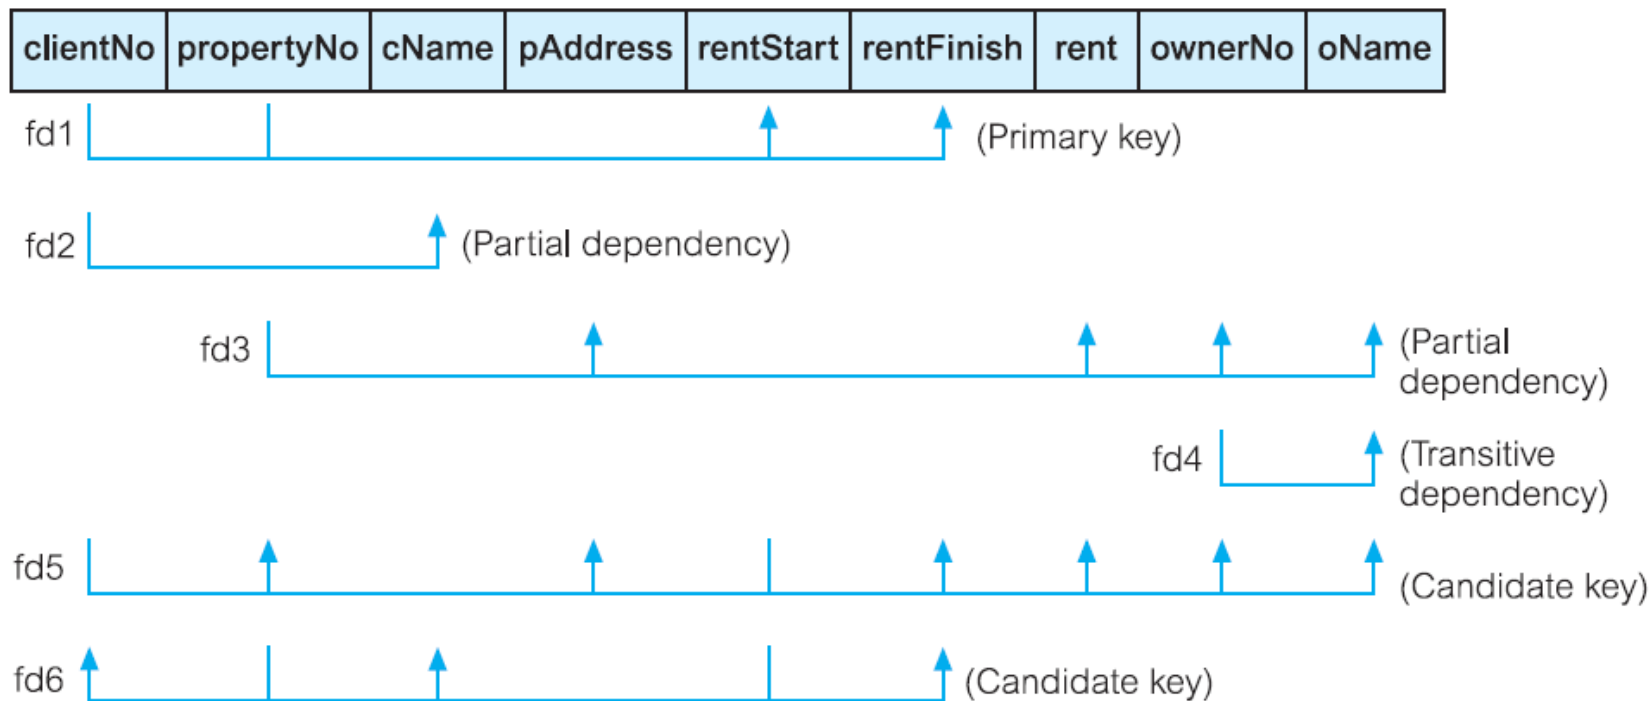 clientNo propertyNo cName pAddress rentStart rentFinish rent ownerNo oName
fd1 (Primary key)
fd2 (Partial dependency)
fd3 (Partial
dependency)
fd4 (Transitive
dependency)
fd5 (Candidate key)
fd6 (Candidate key)